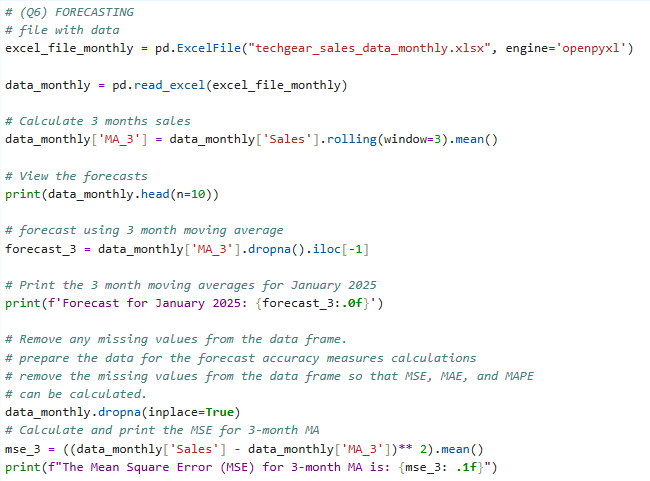 # (Q6) FORECASTING
# file with data
excel_file_monthly = pd.ExcelFile("techgear_sales_data_monthly.xlsx", engine='openpyxl')
data_monthly = pd.read_excel(excel_file_monthly)
# Calculate 3 months sales
data_monthly['MA_3'] = data_monthly['Sales'].rolling(window=3).mean()
# View the forecasts
print(data_monthly.head(n=10))
# forecast using 3 month moving average
forecast_3 = data_monthly['MA_3'].dropna().iloc[-1]
# Print the 3 month moving averages for January 2025
print(f'Forecast for January 2025: {forecast_3:.0f}')
# Remove any missing values from the data frame.
# prepare the data for the forecast accuracy measures calculations
# remove the missing values from the data frame so that MSE, MAE, and MAPE
# can be calculated.
data_monthly.dropna(inplace=True)
# Calculate and print the MSE for 3-month MA
mse_3 = ((data_monthly['Sales'] - data_monthly['MA_3'])** 2).mean()
print(f"The Mean Square Error (MSE) for 3-month MA is: {mse_3: .1f}")